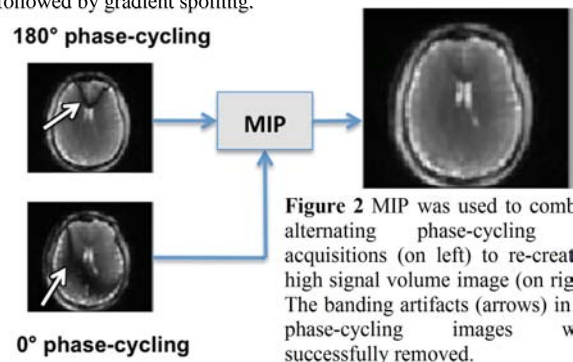 followed by gradient spoiling.
180° phase-cycling
MIP
Figure 2 MIP was used to comb
alternating phase-cycling
acquisitions (on left) to re-creat
high signal volume image (on rig
The banding artifacts (arrows) in
phase-cycling images w
successfully removed.
0° phase-cycling